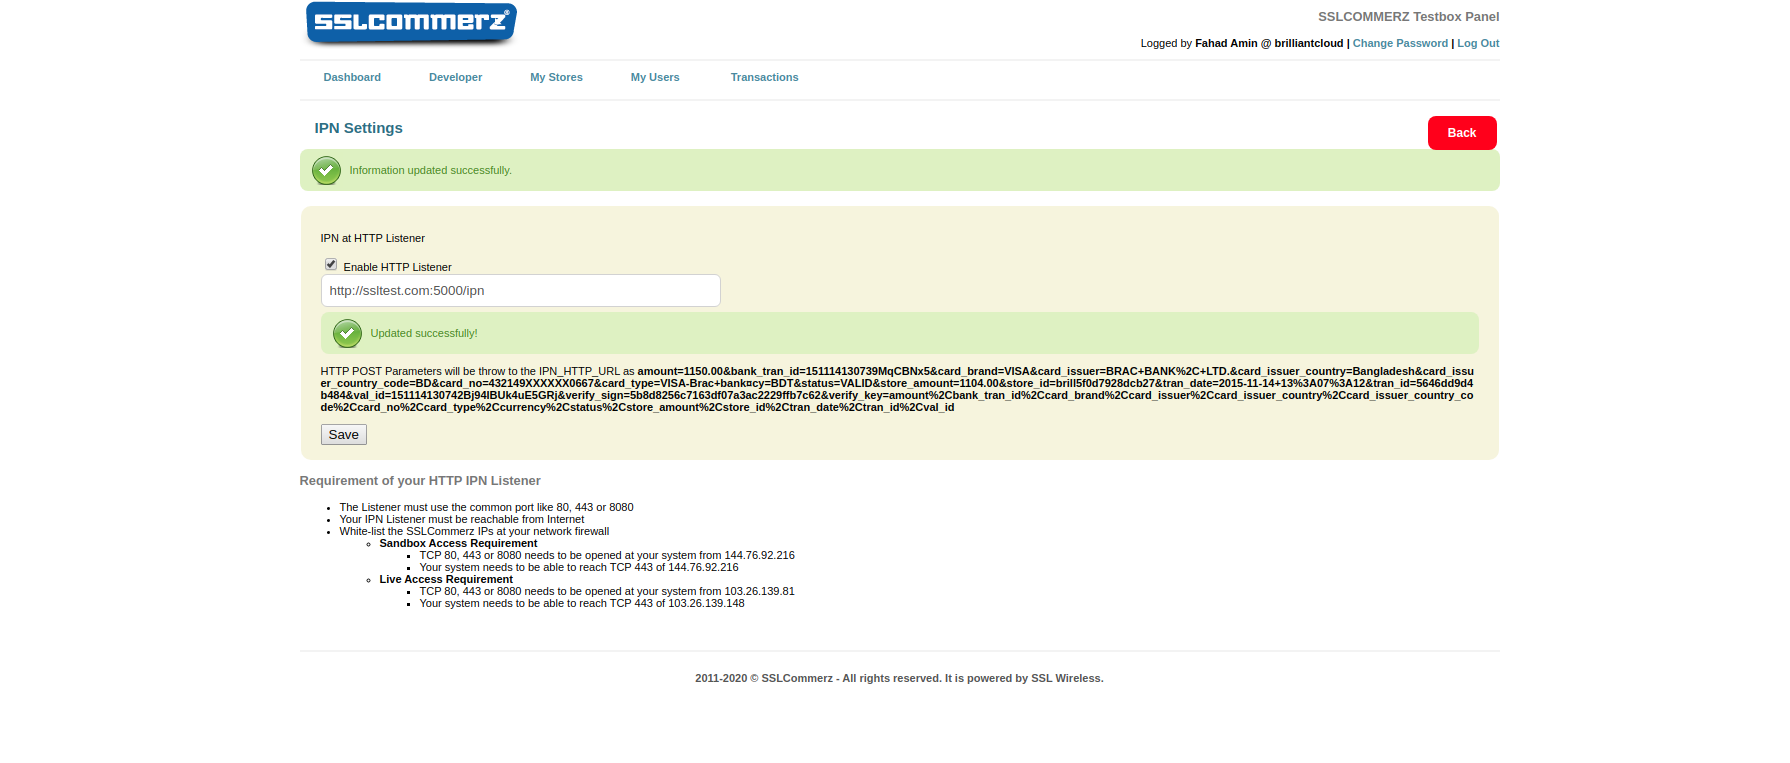 SSLCOMMERZ®
SSLCOMMERZ Testbox Panel
Logged by Fahad Amin @ brilliantcloud | Change Password | Log Out
Dashboard Developer My Stores My Users Transactions
IPN Settings
Back
Information updated successfully.
IPN at HTTP Listener
Enable HTTP Listener
http://ssltest.com:5000/ipn
Updated successfully!
HTTP POST Parameters will be throw to the IPN_HTTP_URL as amount=1150.00&bank_tran_id=151114130739MqCBNx5&card_brand=VISA&card_issuer=BRAC+BANK%2C+LTD.&card_issuer_country=Bangladesh&card_issu
er_country_code=BD&card_no=432149XXXXXX0667&card_type=VISA-Brac+bank¤cy=BDT&status=VALID&store_amount=1104.00&store_id=brill5f0d7928dcb27&tran_date=2015-11-14+13%3A07%3A12&tran_id=5646dd9d4
b484&val_id=151114130742Bj94IBUk4uE5GRj&verify_sign=5b8d8256c7163df07a3ac2229ffb7c62&verify_key=amount%2Cbank_tran_id%2Ccard_brand%2Ccard_issuer%2Ccard_issuer_country%2Ccard_issuer_country_co
de%2Ccard_no%2Ccard_type%2Ccurrency%2Cstatus%2Cstore_amount%2Cstore_id%2Ctran_date%2Ctran_id%2Cval_id
Save
Requirement of your HTTP IPN Listener
• The Listener must use the common port like 80, 443 or 8080
• Your IPN Listener must be reachable from Internet
• White-list the SSLCommerz IPs at your network firewall
◦ Sandbox Access Requirement
▪ TCP 80, 443 or 8080 needs to be opened at your system from 144.76.92.216
▪ Your system needs to be able to reach TCP 443 of 144.76.92.216
◦ Live Access Requirement
▪ TCP 80, 443 or 8080 needs to be opened at your system from 103.26.139.81
▪ Your system needs to be able to reach TCP 443 of 103.26.139.148
2011-2020 © SSLCommerz - All rights reserved. It is powered by SSL Wireless.